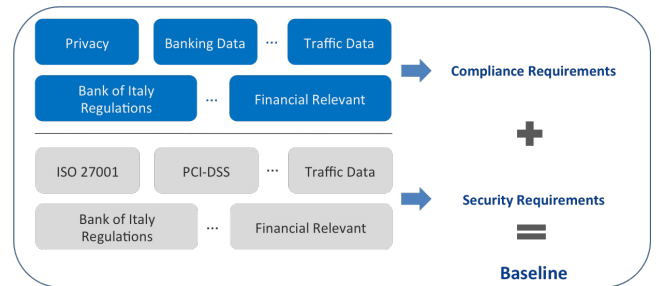 Privacy
Banking Data
...
Traffic Data
Compliance Requirements
Bank of Italy
Regulations
...
Financial Relevant
+
ISO 27001
PCI-DSS
...
Traffic Data
Security Requirements
Bank of Italy
Regulations
...
Financial Relevant
=
Baseline